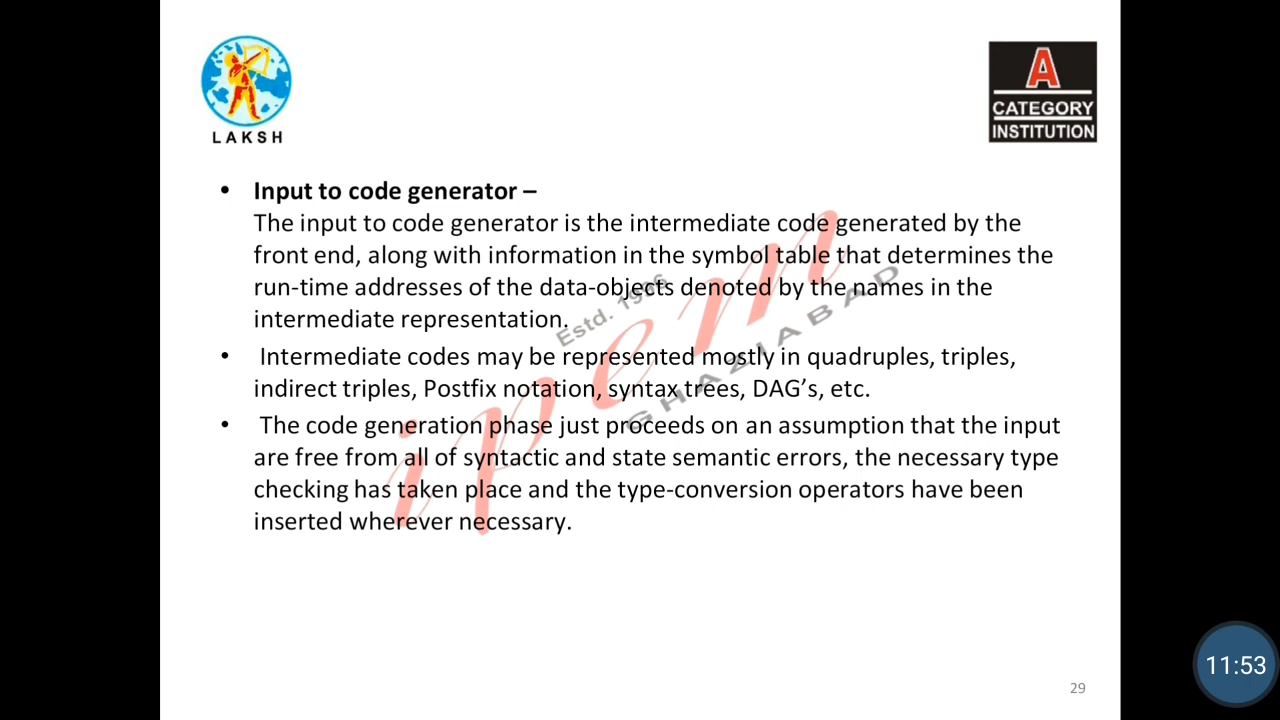 LAKSH
A
CATEGORY
INSTITUTION
• Input to code generator –
The input to code generator is the intermediate code generated by the
front end, along with information in the symbol table that determines the
run-time addresses of the data-objects denoted by the names in the
intermediate representation.
• Intermediate codes may be represented mostly in quadruples, triples,
indirect triples, Postfix notation, syntax trees, DAG’s, etc.
• The code generation phase just proceeds on an assumption that the input
are free from all of syntactic and state semantic errors, the necessary type
checking has taken place and the type-conversion operators have been
inserted wherever necessary.
ipem
Estd. 1996
GHAZIABAD
11:53
29